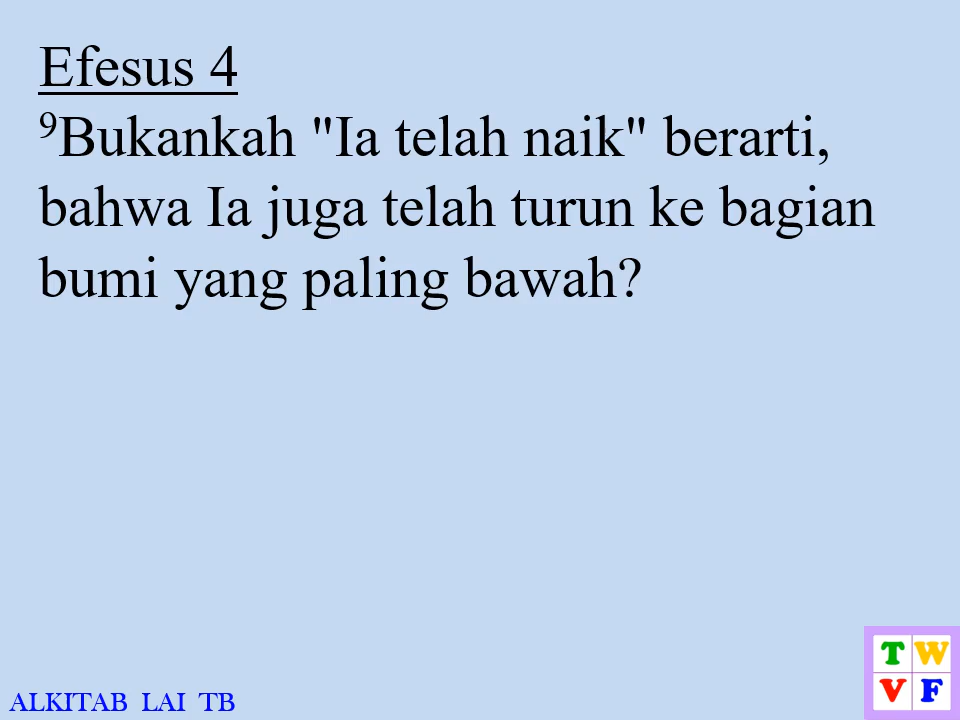 Efesus 4
⁹Bukankah "Ia telah naik" berarti,
bahwa Ia juga telah turun ke bagian
bumi yang paling bawah?
T W
V F
ALKITAB LAI TB